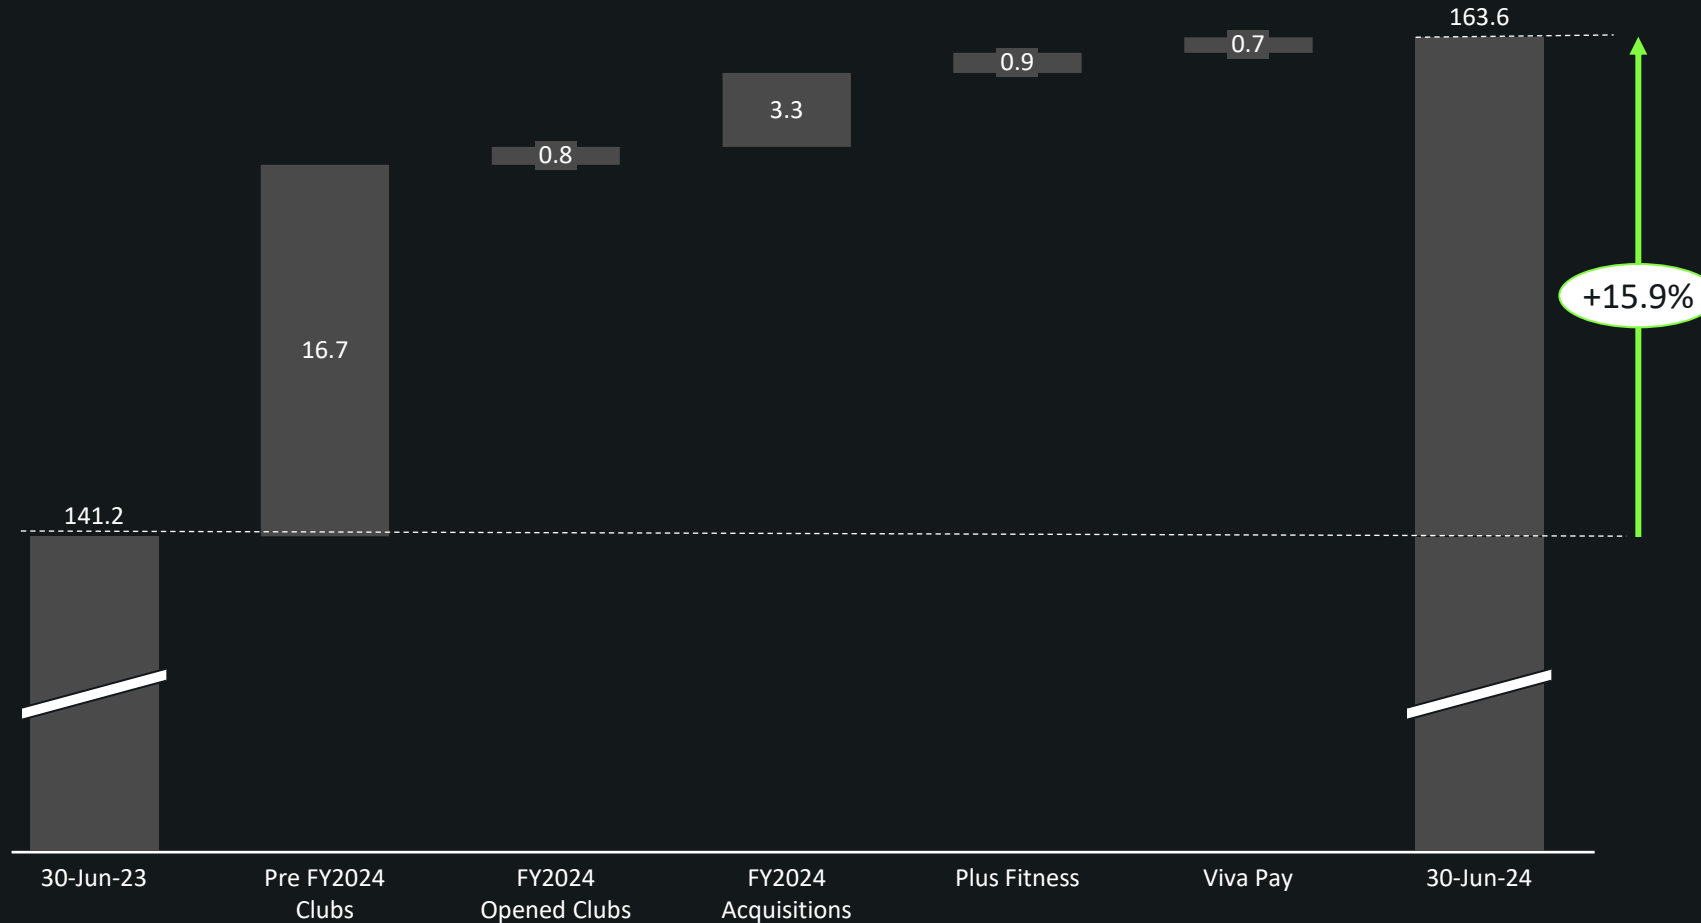 163.6
0.7
0.9
3.3
0.8
+15.9%
16.7
141.2
30-Jun-23
Pre FY2024
Clubs
FY2024
Opened Clubs
FY2024
Acquisitions
Plus Fitness
Viva Pay
30-Jun-24